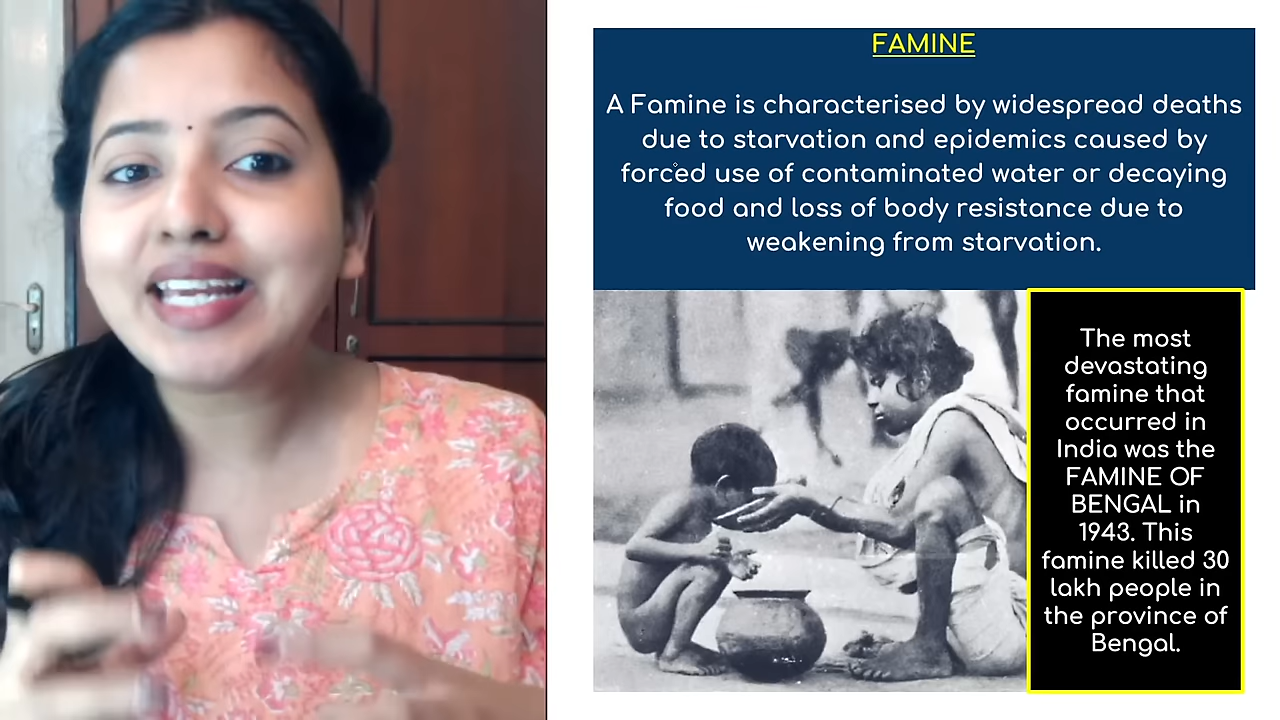 FAMINE
A Famine is characterised by widespread deaths
due to starvation and epidemics caused by
forced use of contaminated water or decaying
food and loss of body resistance due to
weakening from starvation.
The most
devastating
famine that
occurred in
India was the
FAMINE OF
BENGAL in
1943. This
famine killed 30
lakh people in
the province of
Bengal.